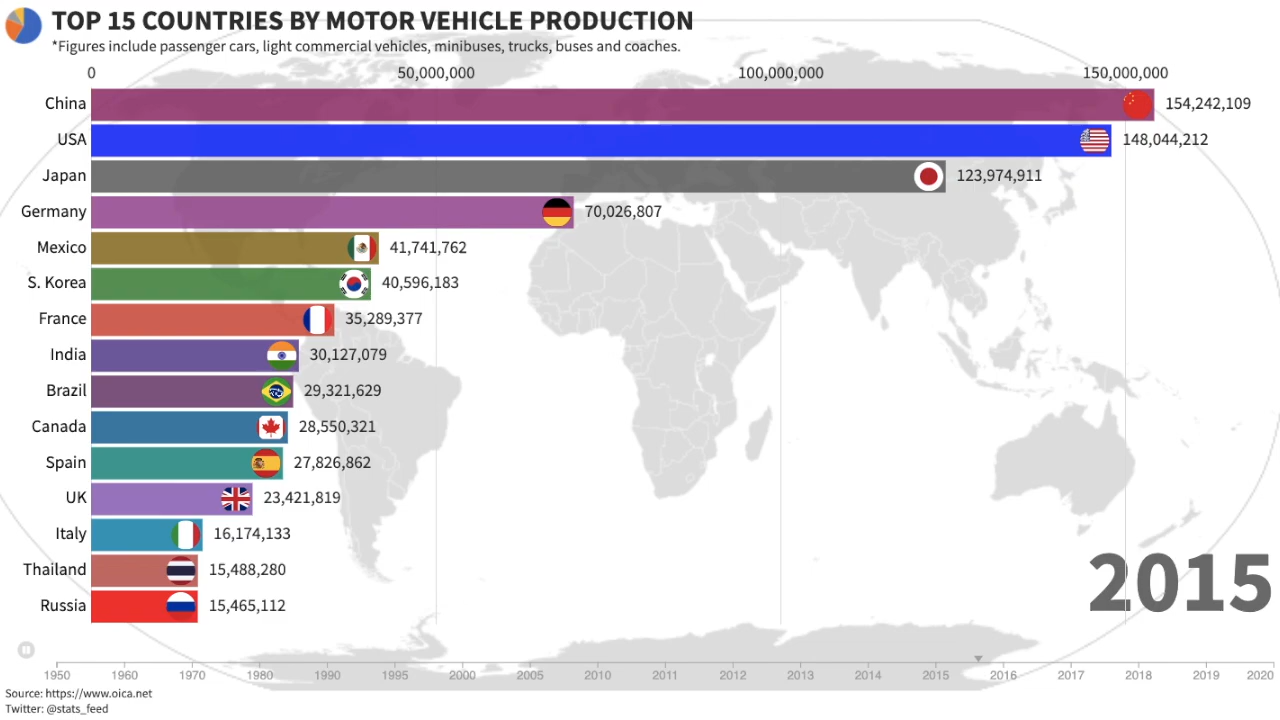 TOP 15 COUNTRIES BY MOTOR VEHICLE PRODUCTION
*Figures include passenger cars, light commercial vehicles, minibuses, trucks, buses and coaches.
0 50,000,000 100,000,000 150,000,000
China 154,242,109
USA 148,044,212
Japan 123,974,911
Germany 70,026,807
Mexico 41,741,762
S. Korea 40,596,183
France 35,289,377
India 30,127,079
Brazil 29,321,629
Canada 28,550,321
Spain 27,826,862
UK 23,421,819
Italy 16,174,133
Thailand 15,488,280
Russia 15,465,112
2015
1950 1960 1970 1980 1990 1995 2000 2005 2010 2013 2014 2015 2016 2017 2018 2019 2020
Source: https://www.oica.net
Twitter: @stats_feed